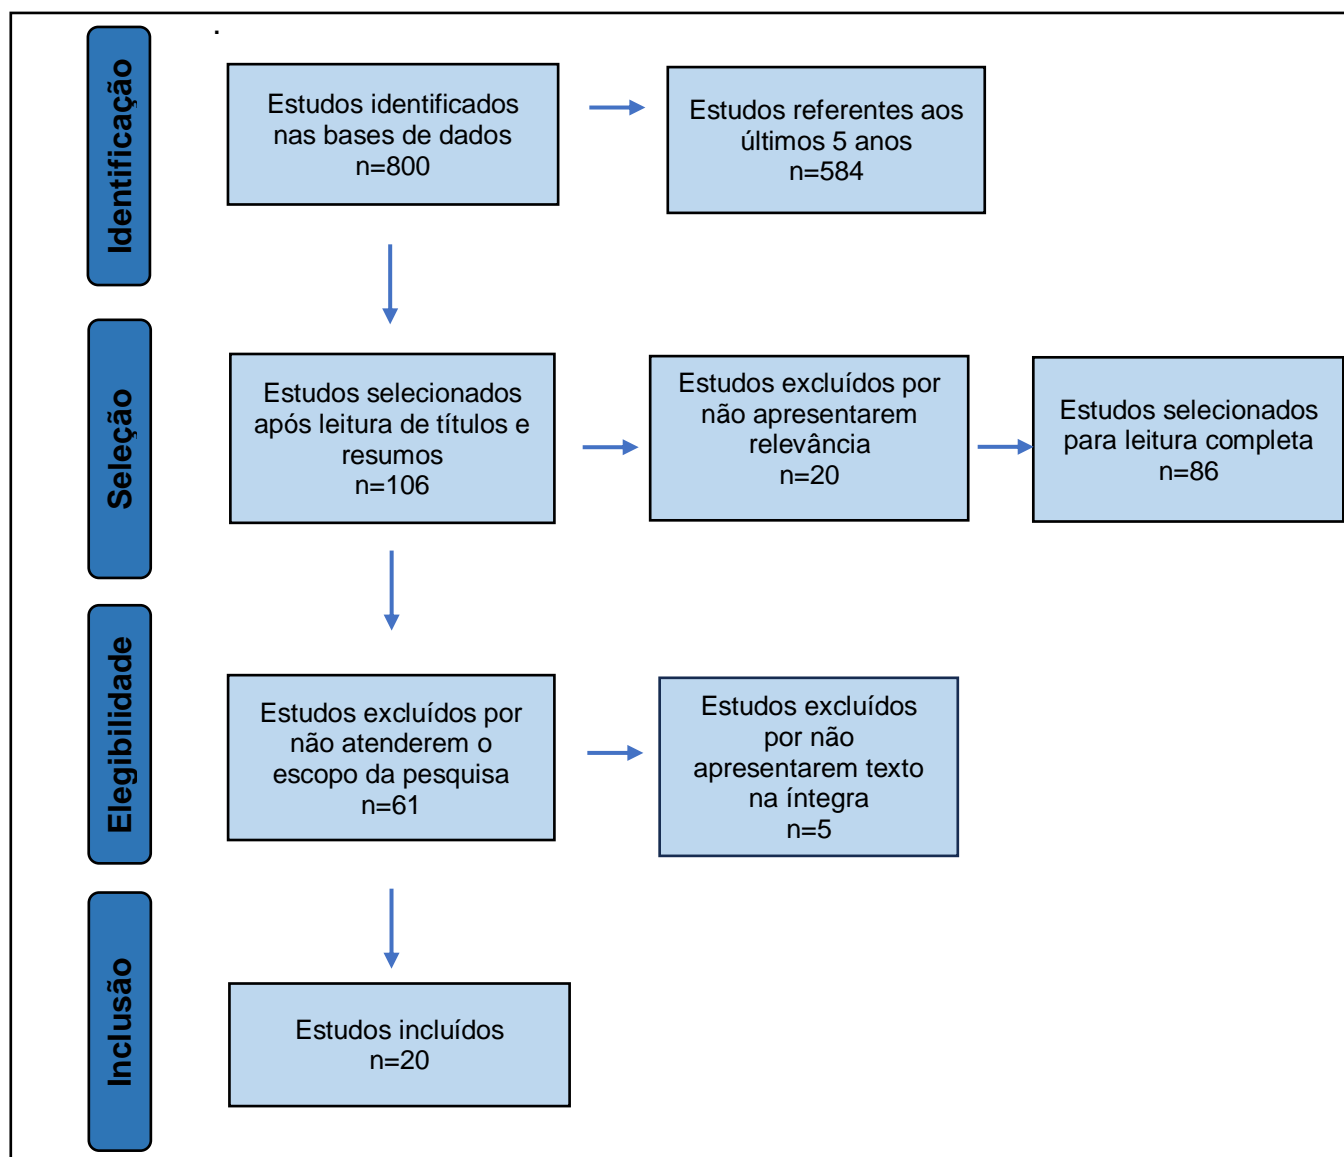 .
Identificação
Estudos identificados
nas bases de dados
n=800
Estudos referentes aos
últimos 5 anos
n=584
Seleção
Estudos selecionados
após leitura de títulos e
resumos
n=106
Estudos excluídos por
não apresentarem
relevância
n=20
Estudos selecionados
para leitura completa
n=86
Elegibilidade
Estudos excluídos por
não atenderem o
escopo da pesquisa
n=61
Estudos excluídos
por não
apresentarem texto
na íntegra
n=5
Inclusão
Estudos incluídos
n=20